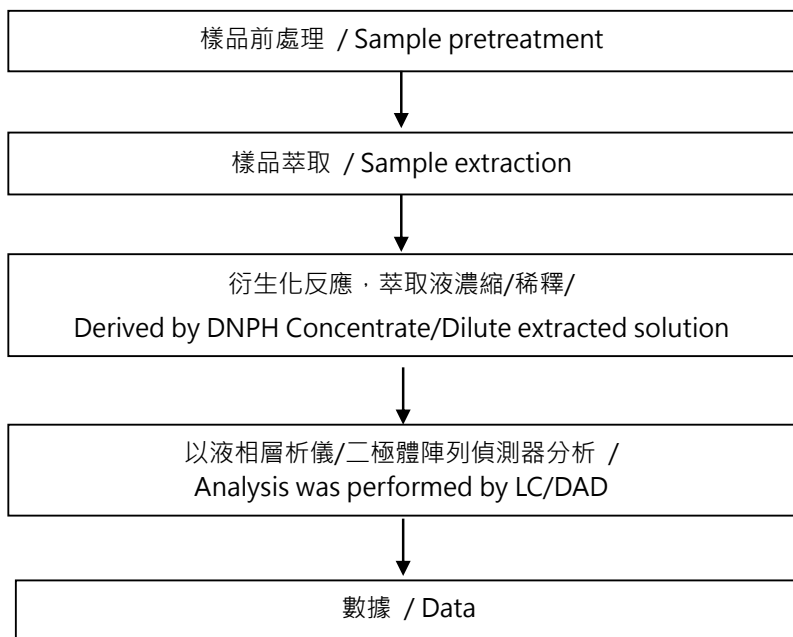 樣品前處理 / Sample pretreatment
樣品萃取 / Sample extraction
衍生化反應，萃取液濃縮/稀釋/
Derived by DNPH Concentrate/Dilute extracted solution
以液相層析儀/二極體陣列偵測器分析 /
Analysis was performed by LC/DAD
數據 / Data